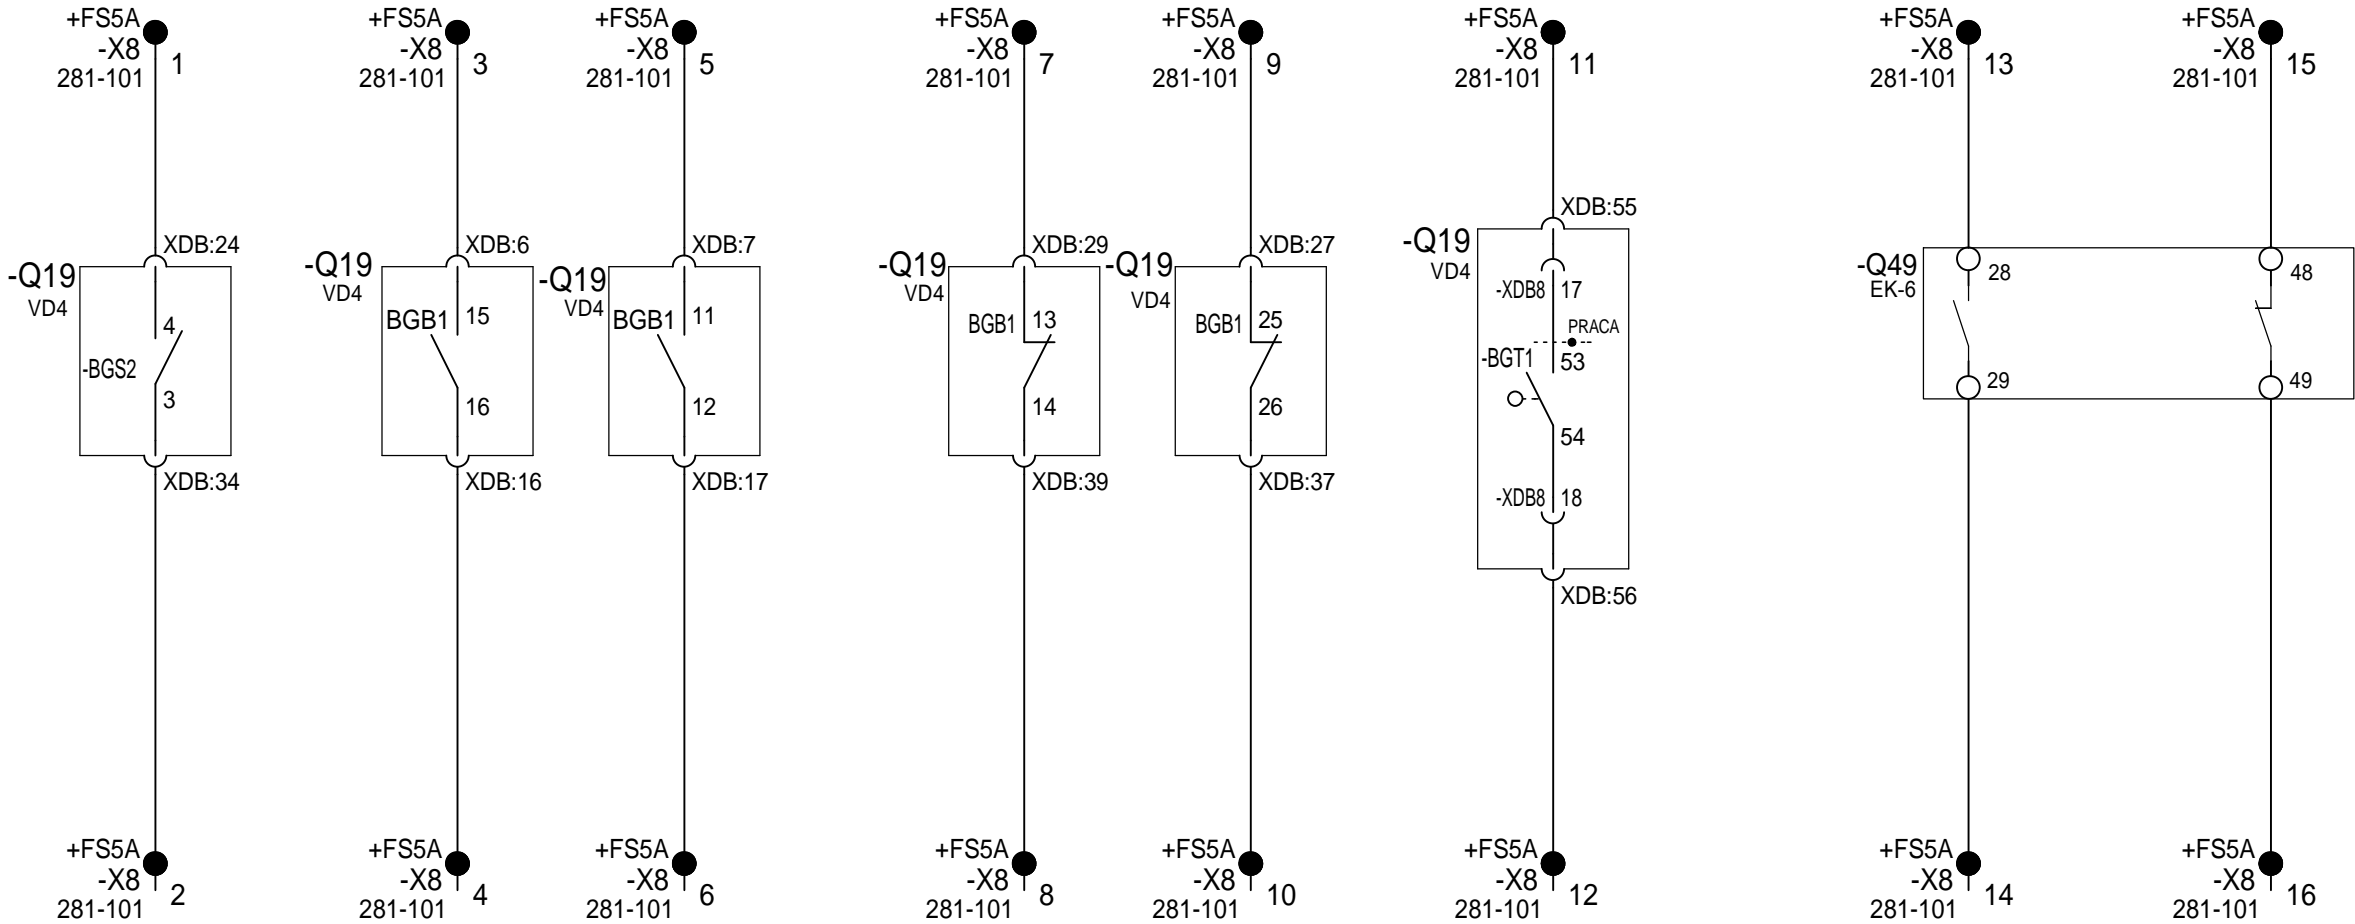 +FS5A
-X8
281-101
1
+FS5A
-X8
281-101
3
+FS5A
-X8
281-101
5
+FS5A
-X8
281-101
7
+FS5A
-X8
281-101
9
+FS5A
-X8
281-101
11
+FS5A
-X8
281-101
13
+FS5A
-X8
281-101
15
XDB:24
-Q19
VD4
4
-BGS2
3
XDB:34
XDB:6
-Q19
VD4
BGB1
15
16
XDB:16
XDB:7
-Q19
VD4
BGB1
11
12
XDB:17
XDB:29
-Q19
VD4
BGB1
13
14
XDB:39
XDB:27
-Q19
VD4
BGB1
25
26
XDB:37
XDB:55
-Q19
VD4
-XDB8
17
PRACA
-BGT1
53
54
-XDB8
18
XDB:56
-Q49
EK-6
28
29
48
49
+FS5A
-X8
281-101
2
+FS5A
-X8
281-101
4
+FS5A
-X8
281-101
6
+FS5A
-X8
281-101
8
+FS5A
-X8
281-101
10
+FS5A
-X8
281-101
12
+FS5A
-X8
281-101
14
+FS5A
-X8
281-101
16